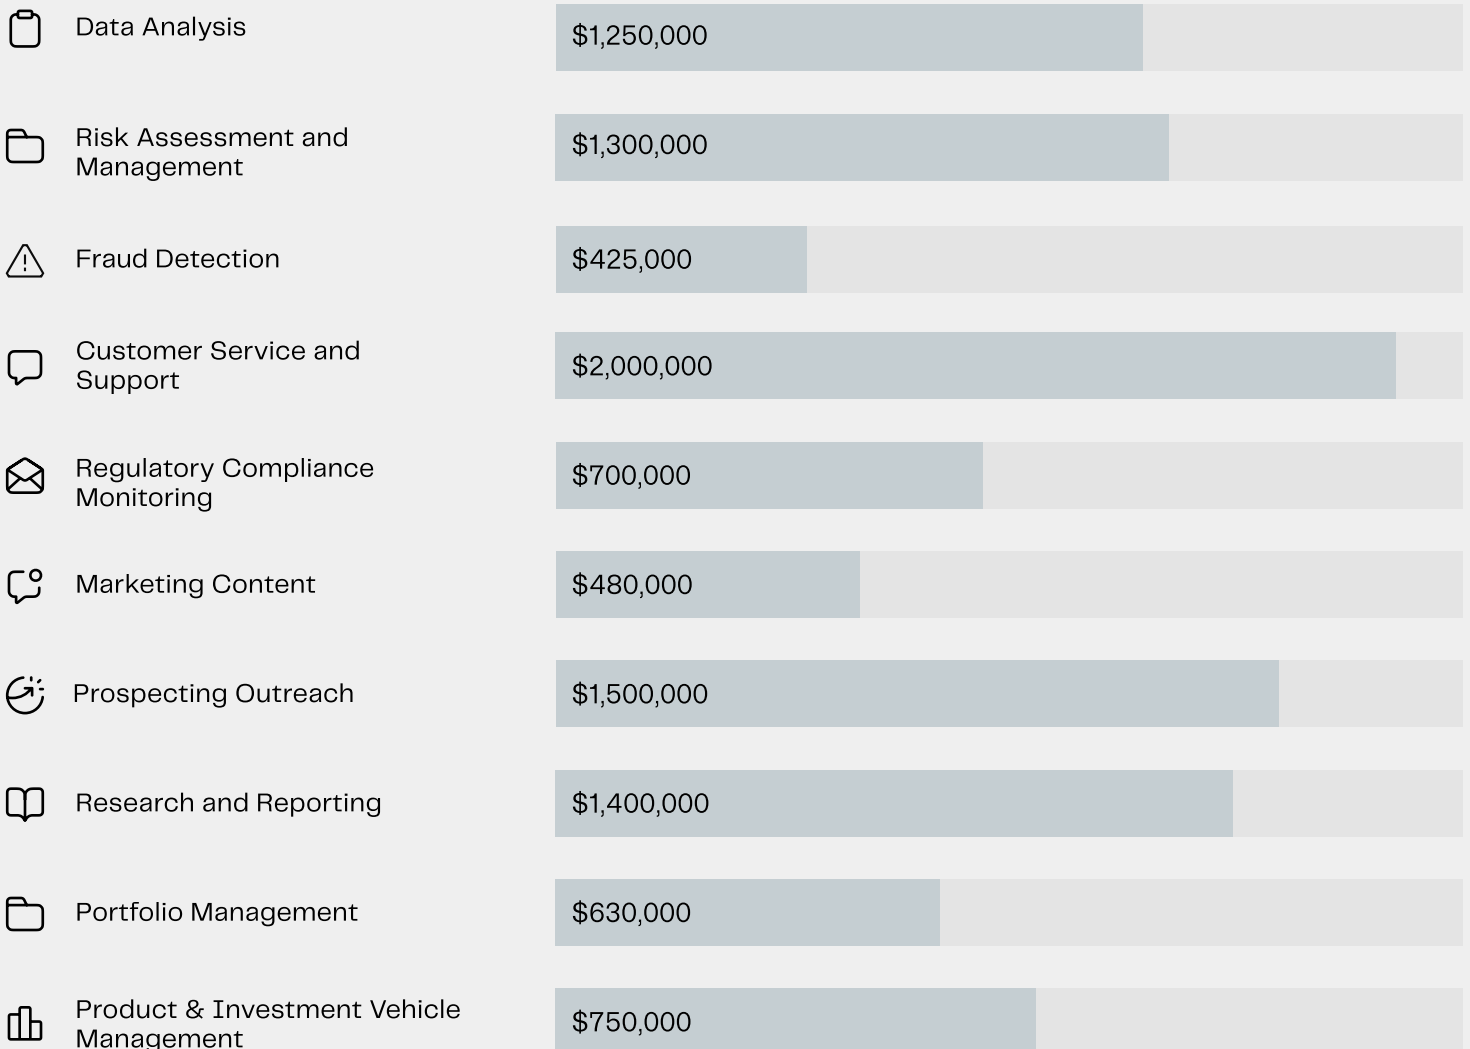 Data Analysis
$1,250,000
Risk Assessment and
Management
$1,300,000
Fraud Detection
$425,000
Customer Service and
Support
$2,000,000
Regulatory Compliance
Monitoring
$700,000
Marketing Content
$480,000
Prospecting Outreach
$1,500,000
Research and Reporting
$1,400,000
Portfolio Management
$630,000
Product & Investment Vehicle
Management
$750,000